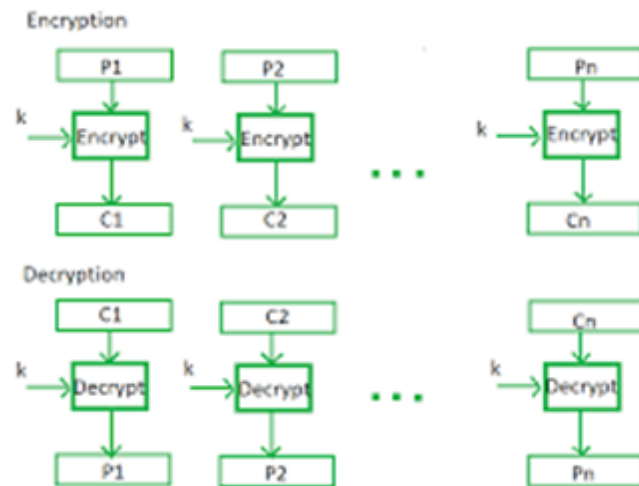 Encryption
P1 P2 Pn
k Encrypt k Encrypt k Encrypt
C1 C2 Cn
Decryption
C1 C2 Cn
k Decrypt k Decrypt k Decrypt
P1 P2 Pn